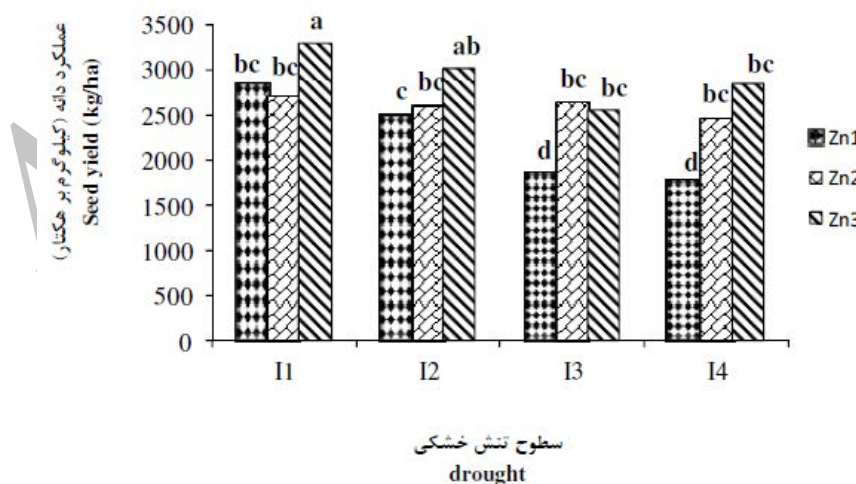 عملکرد دانه (کیلوگرم بر هکتار)
Seed yield (kg/ha)
3500
3000
2500
2000
1500
1000
500
0
bc bc a
c bc ab
d bc bc
d bc bc
I1 I2 I3 I4
Zn1
Zn2
Zn3
سطوح تنش خشکی
drought